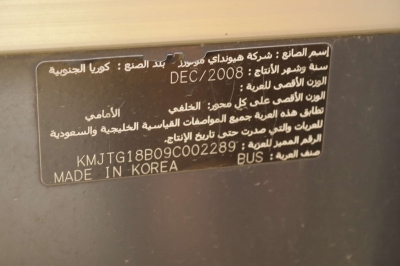 إسم الصانع : شركة هيونداي موتورز - بلد الصنع : كوريا الجنوبية
سنة وشهر الأنتاج : DEC/2008
الوزن الأقصى للعربة :
الوزن الأقصى على كل محور: الخلفي الأمامي
تطابق هذه العربة جميع المواصفات القياسية الخليجية والسعودية
للعربات والتي صدرت حتى تاريخ الإنتاج.
الرقم المميز للعربة : KMJTG18B09C002289
صنف العربة : BUS
MADE IN KOREA